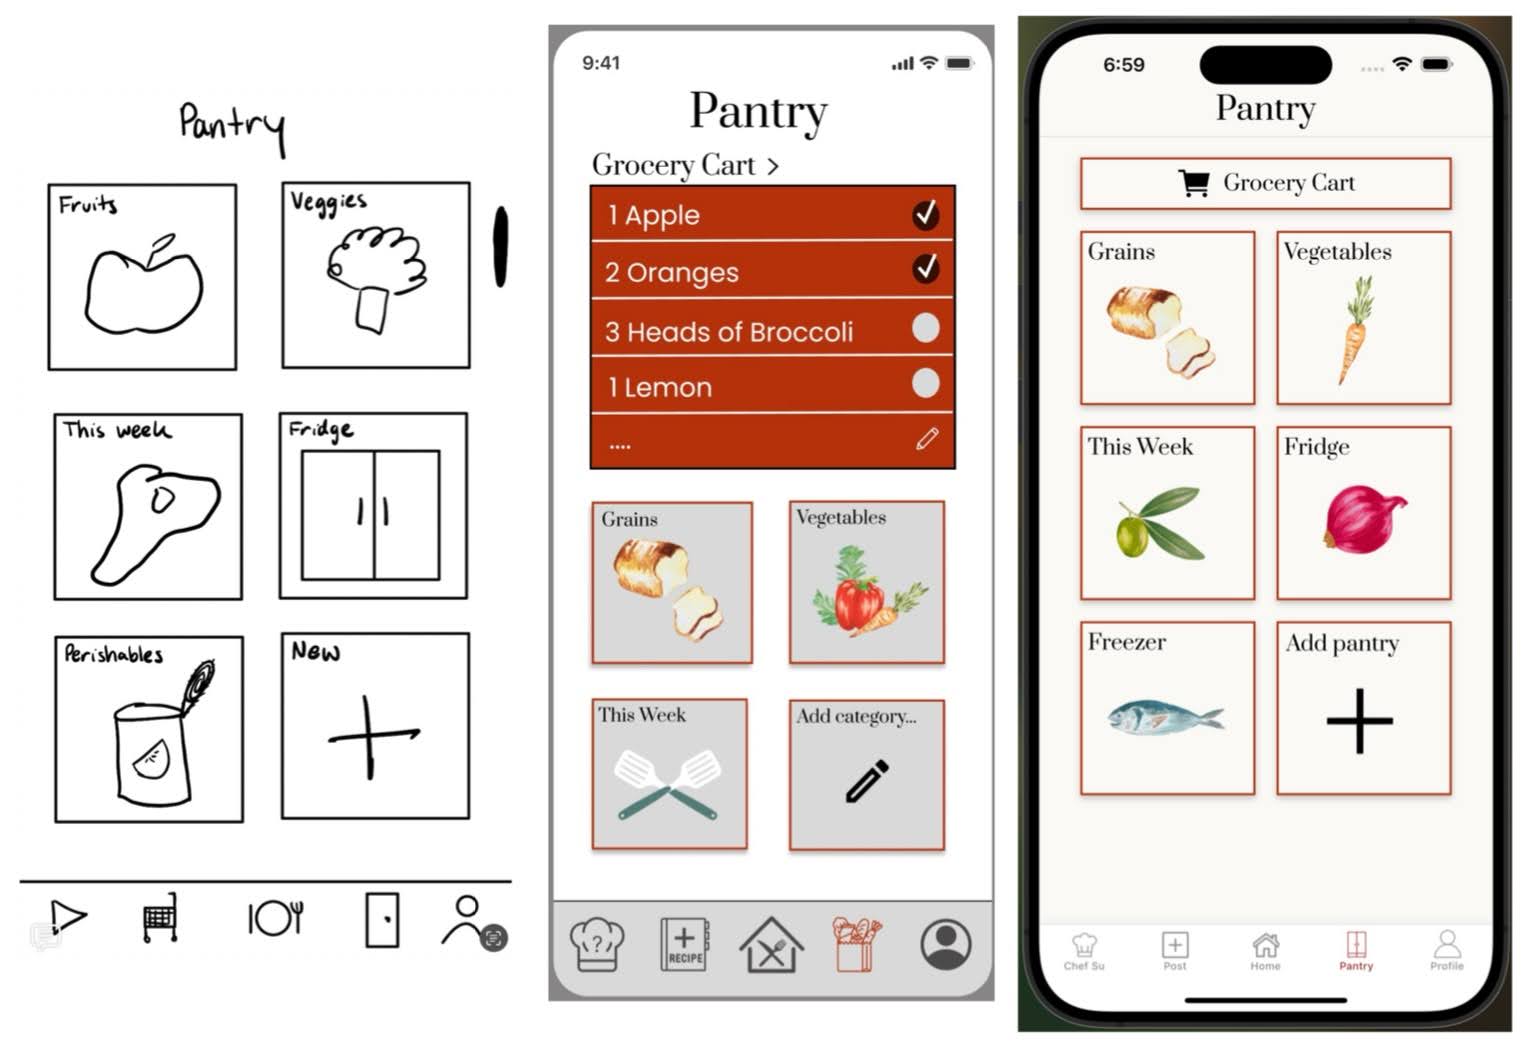 Pantry
Fruits
Veggies
This week
Fridge
Perishables
New
9:41
Pantry
Grocery Cart >
1 Apple
2 Oranges
3 Heads of Broccoli
1 Lemon
....
Grains
Vegetables
This Week
Add category...
?
RECIPE
6:59
Pantry
Grocery Cart
Grains
Vegetables
This Week
Fridge
Freezer
Add pantry
Chef Su
Post
Home
Pantry
Profile